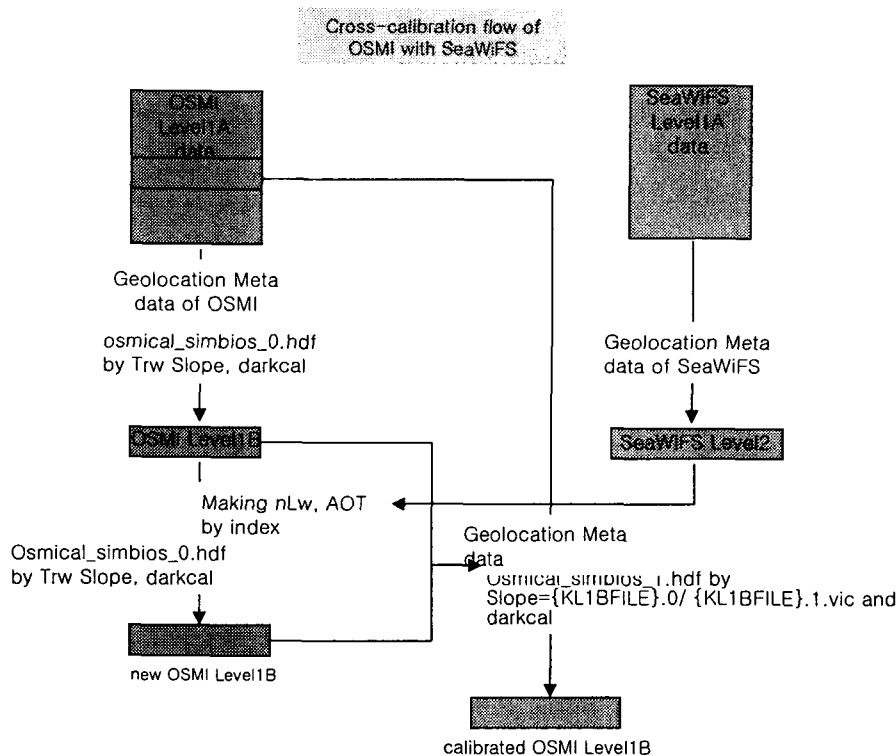 Cross-calibration flow of
OSMI with SeaWiFS
OSMI
Level1A
data
SeaWiFS
Level1A
data
Geolocation Meta
data of OSMI
osmical_simbios_0.hdf
by Trw Slope, darkcal
Geolocation Meta
data of SeaWiFS
OSMI Level1B
SeaWiFS Level2
Making nLw, AOT
by index
Osmical_simbios_0.hdf
by Trw Slope, darkcal
Geolocation Meta
data
Osmical_simbios_1.hdf by
Slope={KL1BFILE}.0/ {KL1BFILE}.1.vic and
darkcal
new OSMI Level1B
calibrated OSMI Level1B